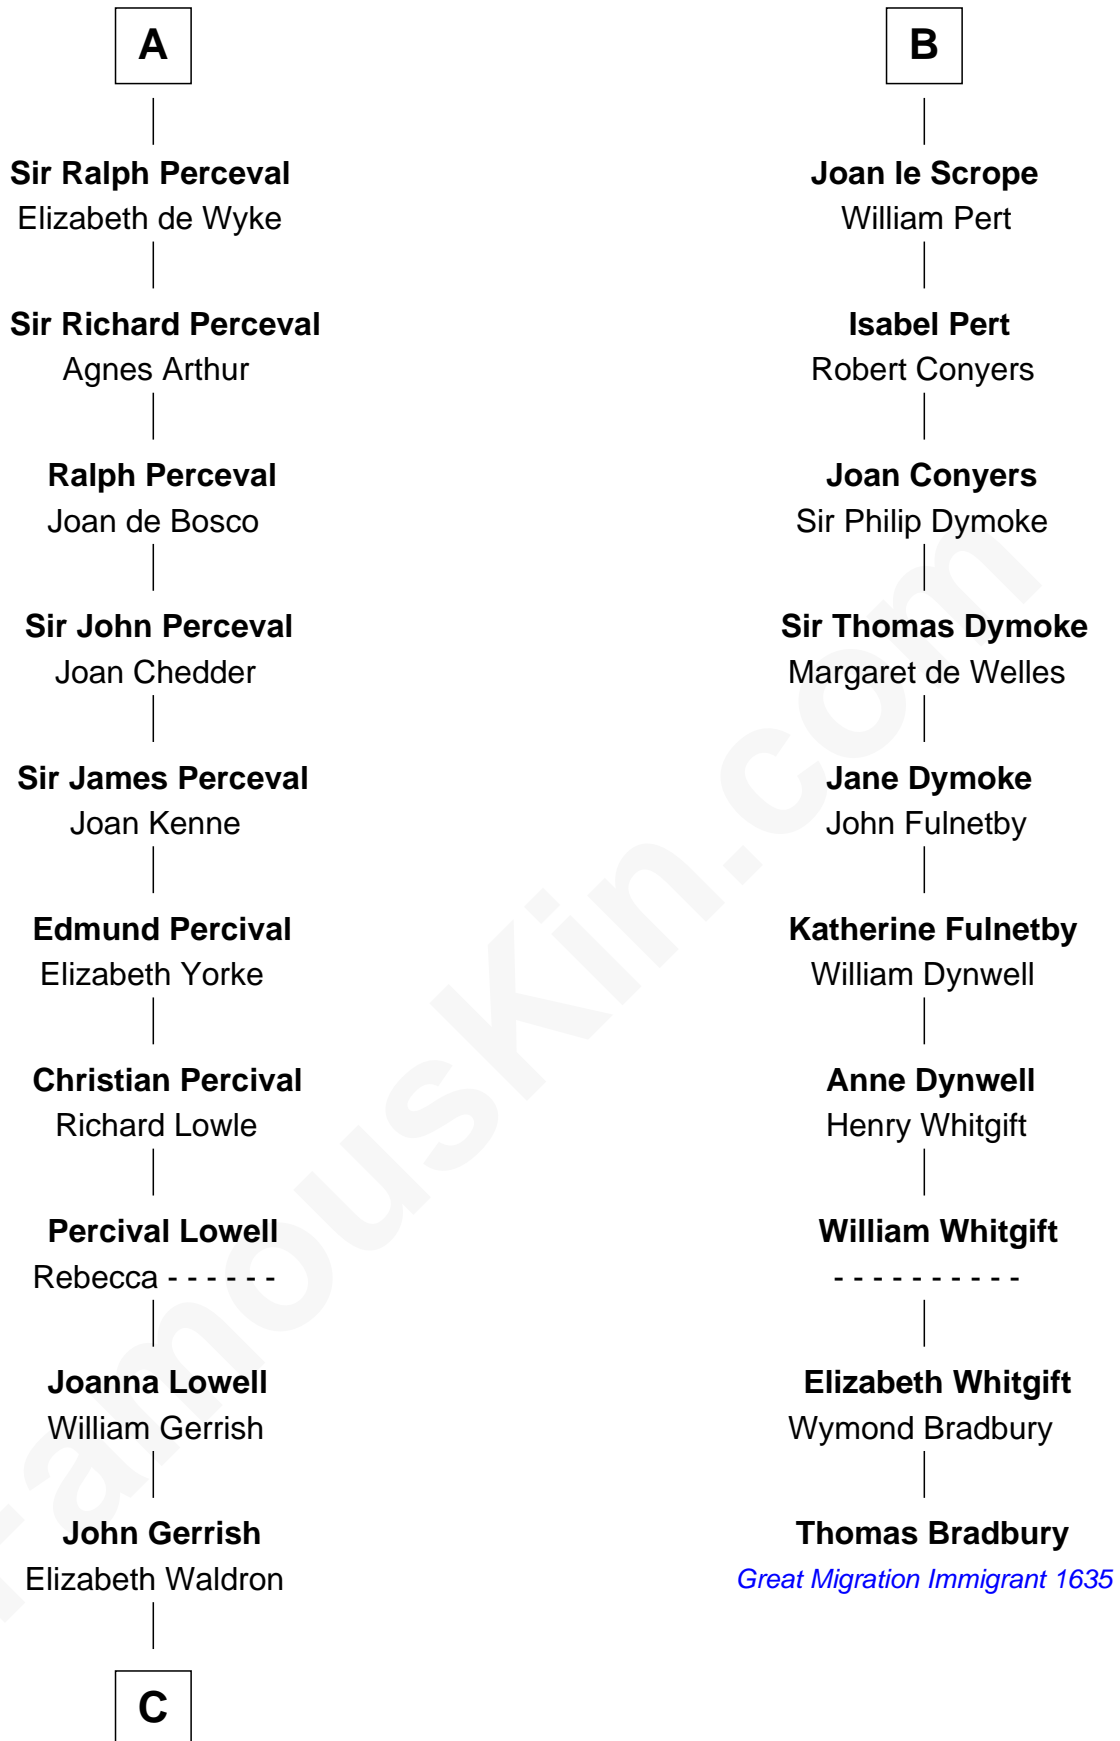 A
Sir Ralph Perceval
Elizabeth de Wyke
Sir Richard Perceval
Agnes Arthur
Ralph Perceval
Joan de Bosco
Sir John Perceval
Joan Chedder
Sir James Perceval
Joan Kenne
Edmund Percival
Elizabeth Yorke
Christian Percival
Richard Lowle
Percival Lowell
Rebecca - - - - - -
Joanna Lowell
William Gerrish
John Gerrish
Elizabeth Waldron
C
B
Joan le Scrope
William Pert
Isabel Pert
Robert Conyers
Joan Conyers
Sir Philip Dymoke
Sir Thomas Dymoke
Margaret de Welles
Jane Dymoke
John Fulnetby
Katherine Fulnetby
William Dynwell
Anne Dynwell
Henry Whitgift
William Whitgift
- - - - - - - - - -
Elizabeth Whitgift
Wymond Bradbury
Thomas Bradbury
Great Migration Immigrant 1635
FamousKin.com